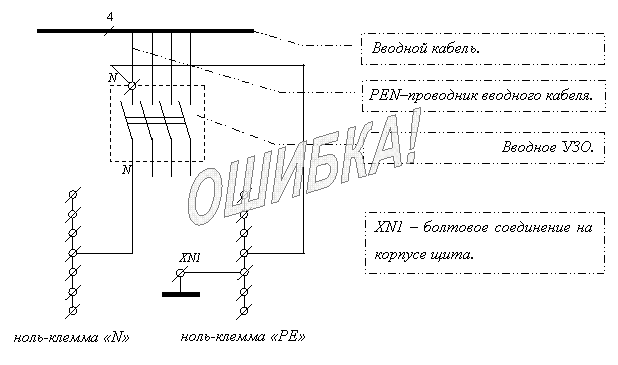 4
Вводной кабель.
N
PEN–проводник вводного кабеля.
Вводное УЗО.
N
ОШИБКА!
XN1 – болтовое соединение на
корпусе щита.
XN1
ноль-клемма «N»
ноль-клемма «PE»